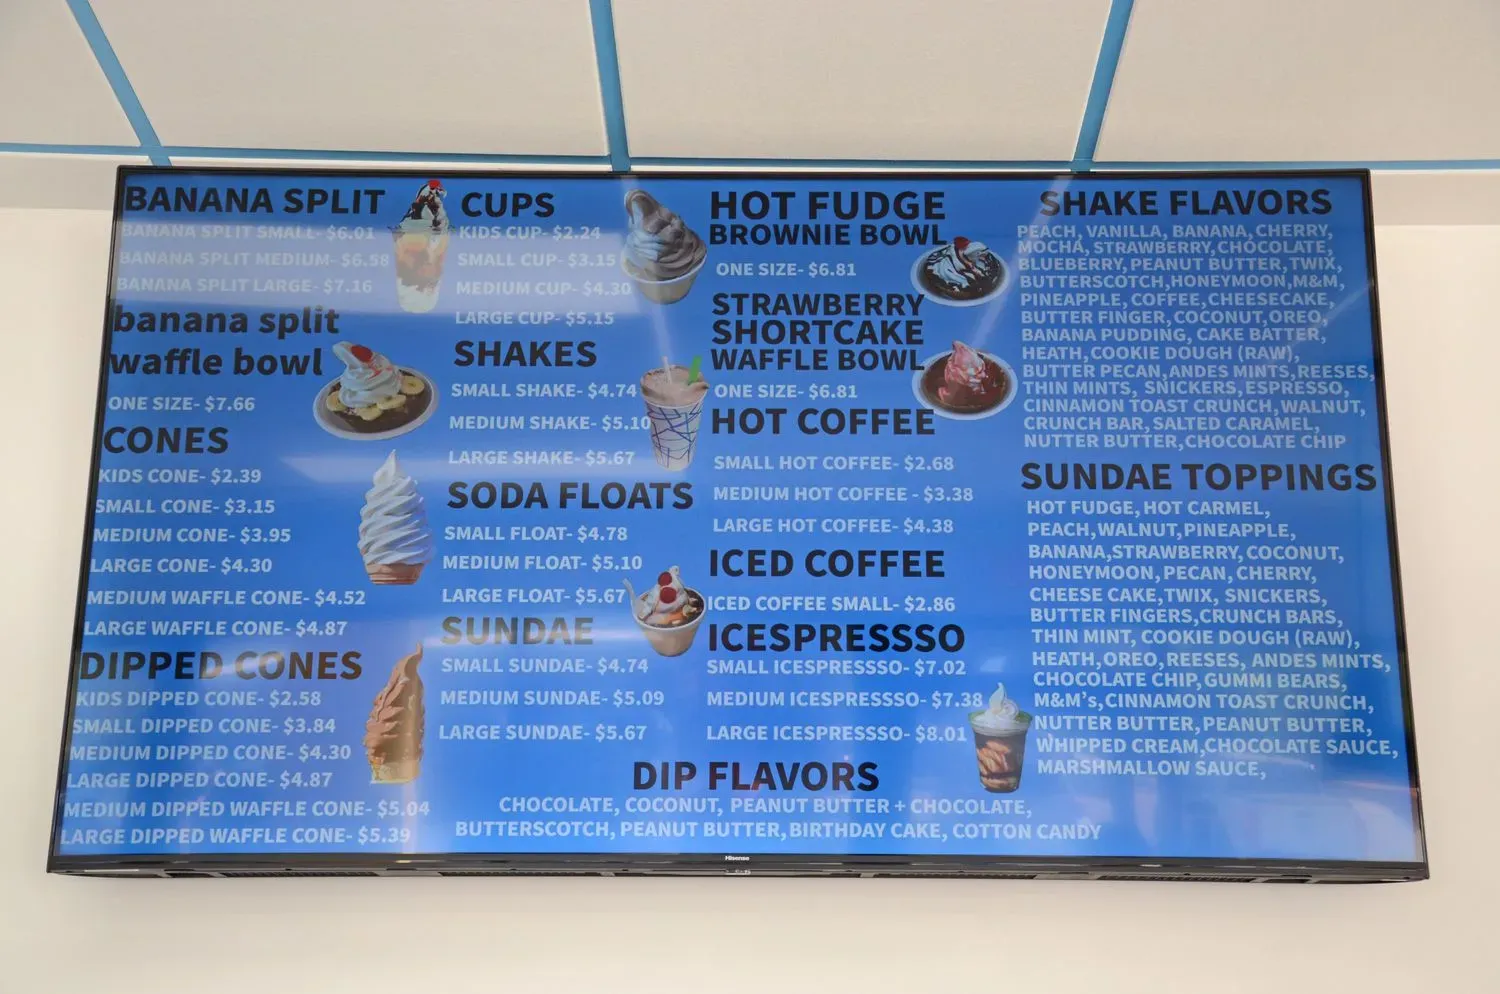 BANANA SPLIT
BANANA SPLIT SMALL- $6.01
BANANA SPLIT MEDIUM- $6.58
BANANA SPLIT LARGE- $7.16
banana split
waffle bowl
ONE SIZE- $7.66
CONES
KIDS CONE- $2.39
SMALL CONE- $3.15
MEDIUM CONE- $3.95
LARGE CONE- $4.30
MEDIUM WAFFLE CONE- $4.52
LARGE WAFFLE CONE- $4.87
DIPPED CONES
KIDS DIPPED CONE- $2.58
SMALL DIPPED CONE- $3.84
MEDIUM DIPPED CONE- $4.30
LARGE DIPPED CONE- $4.87
MEDIUM DIPPED WAFFLE CONE- $5.04
LARGE DIPPED WAFFLE CONE- $5.39
CUPS
KIDS CUP- $2.24
SMALL CUP- $3.15
MEDIUM CUP- $4.30
LARGE CUP- $5.15
SHAKES
SMALL SHAKE- $4.74
MEDIUM SHAKE- $5.10
LARGE SHAKE- $5.67
SODA FLOATS
SMALL FLOAT- $4.78
MEDIUM FLOAT- $5.10
LARGE FLOAT- $5.67
SUNDAE
SMALL SUNDAE- $4.74
MEDIUM SUNDAE- $5.09
LARGE SUNDAE- $5.67
HOT FUDGE
BROWNIE BOWL
ONE SIZE- $6.81
STRAWBERRY
SHORTCAKE
WAFFLE BOWL
ONE SIZE- $6.81
HOT COFFEE
SMALL HOT COFFEE- $2.68
MEDIUM HOT COFFEE - $3.38
LARGE HOT COFFEE- $4.38
ICED COFFEE
ICED COFFEE SMALL- $2.86
ICESPRESSSO
SMALL ICESPRESSSO- $7.02
MEDIUM ICESPRESSSO- $7.38
LARGE ICESPRESSSO- $8.01
DIP FLAVORS
CHOCOLATE, COCONUT, PEANUT BUTTER + CHOCOLATE,
BUTTERSCOTCH, PEANUT BUTTER, BIRTHDAY CAKE, COTTON CANDY
SHAKE FLAVORS
PEACH, VANILLA, BANANA, CHERRY,
MOCHA, STRAWBERRY, CHOCOLATE,
BLUEBERRY, PEANUT BUTTER, TWIX,
BUTTERSCOTCH, HONEYMOON, M&M,
PINEAPPLE, COFFEE, CHEESECAKE,
BUTTER FINGER, COCONUT, OREO,
BANANA PUDDING, CAKE BATTER,
HEATH, COOKIE DOUGH (RAW),
BUTTER PECAN, ANDES MINTS, REESES,
THIN MINTS, SNICKERS, ESPRESSO,
CINNAMON TOAST CRUNCH, WALNUT,
CRUNCH BAR, SALTED CARAMEL,
NUTTER BUTTER, CHOCOLATE CHIP
SUNDAE TOPPINGS
HOT FUDGE, HOT CARMEL,
PEACH, WALNUT, PINEAPPLE,
BANANA, STRAWBERRY, COCONUT,
HONEYMOON, PECAN, CHERRY,
CHEESE CAKE, TWIX, SNICKERS,
BUTTER FINGERS, CRUNCH BARS,
THIN MINT, COOKIE DOUGH (RAW),
HEATH, OREO, REESES, ANDES MINTS,
CHOCOLATE CHIP, GUMMI BEARS,
M&M's, CINNAMON TOAST CRUNCH,
NUTTER BUTTER, PEANUT BUTTER,
WHIPPED CREAM, CHOCOLATE SAUCE,
MARSHMALLOW SAUCE,
Hisense